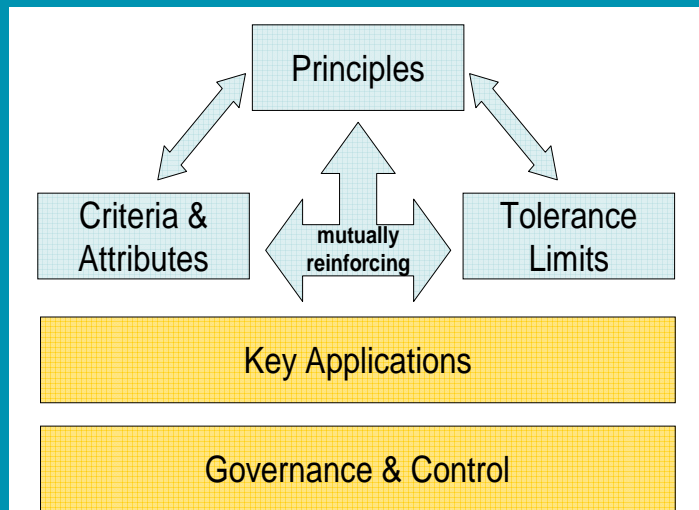 Principles
Criteria &
Attributes
mutually
reinforcing
Tolerance
Limits
Key Applications
Governance & Control